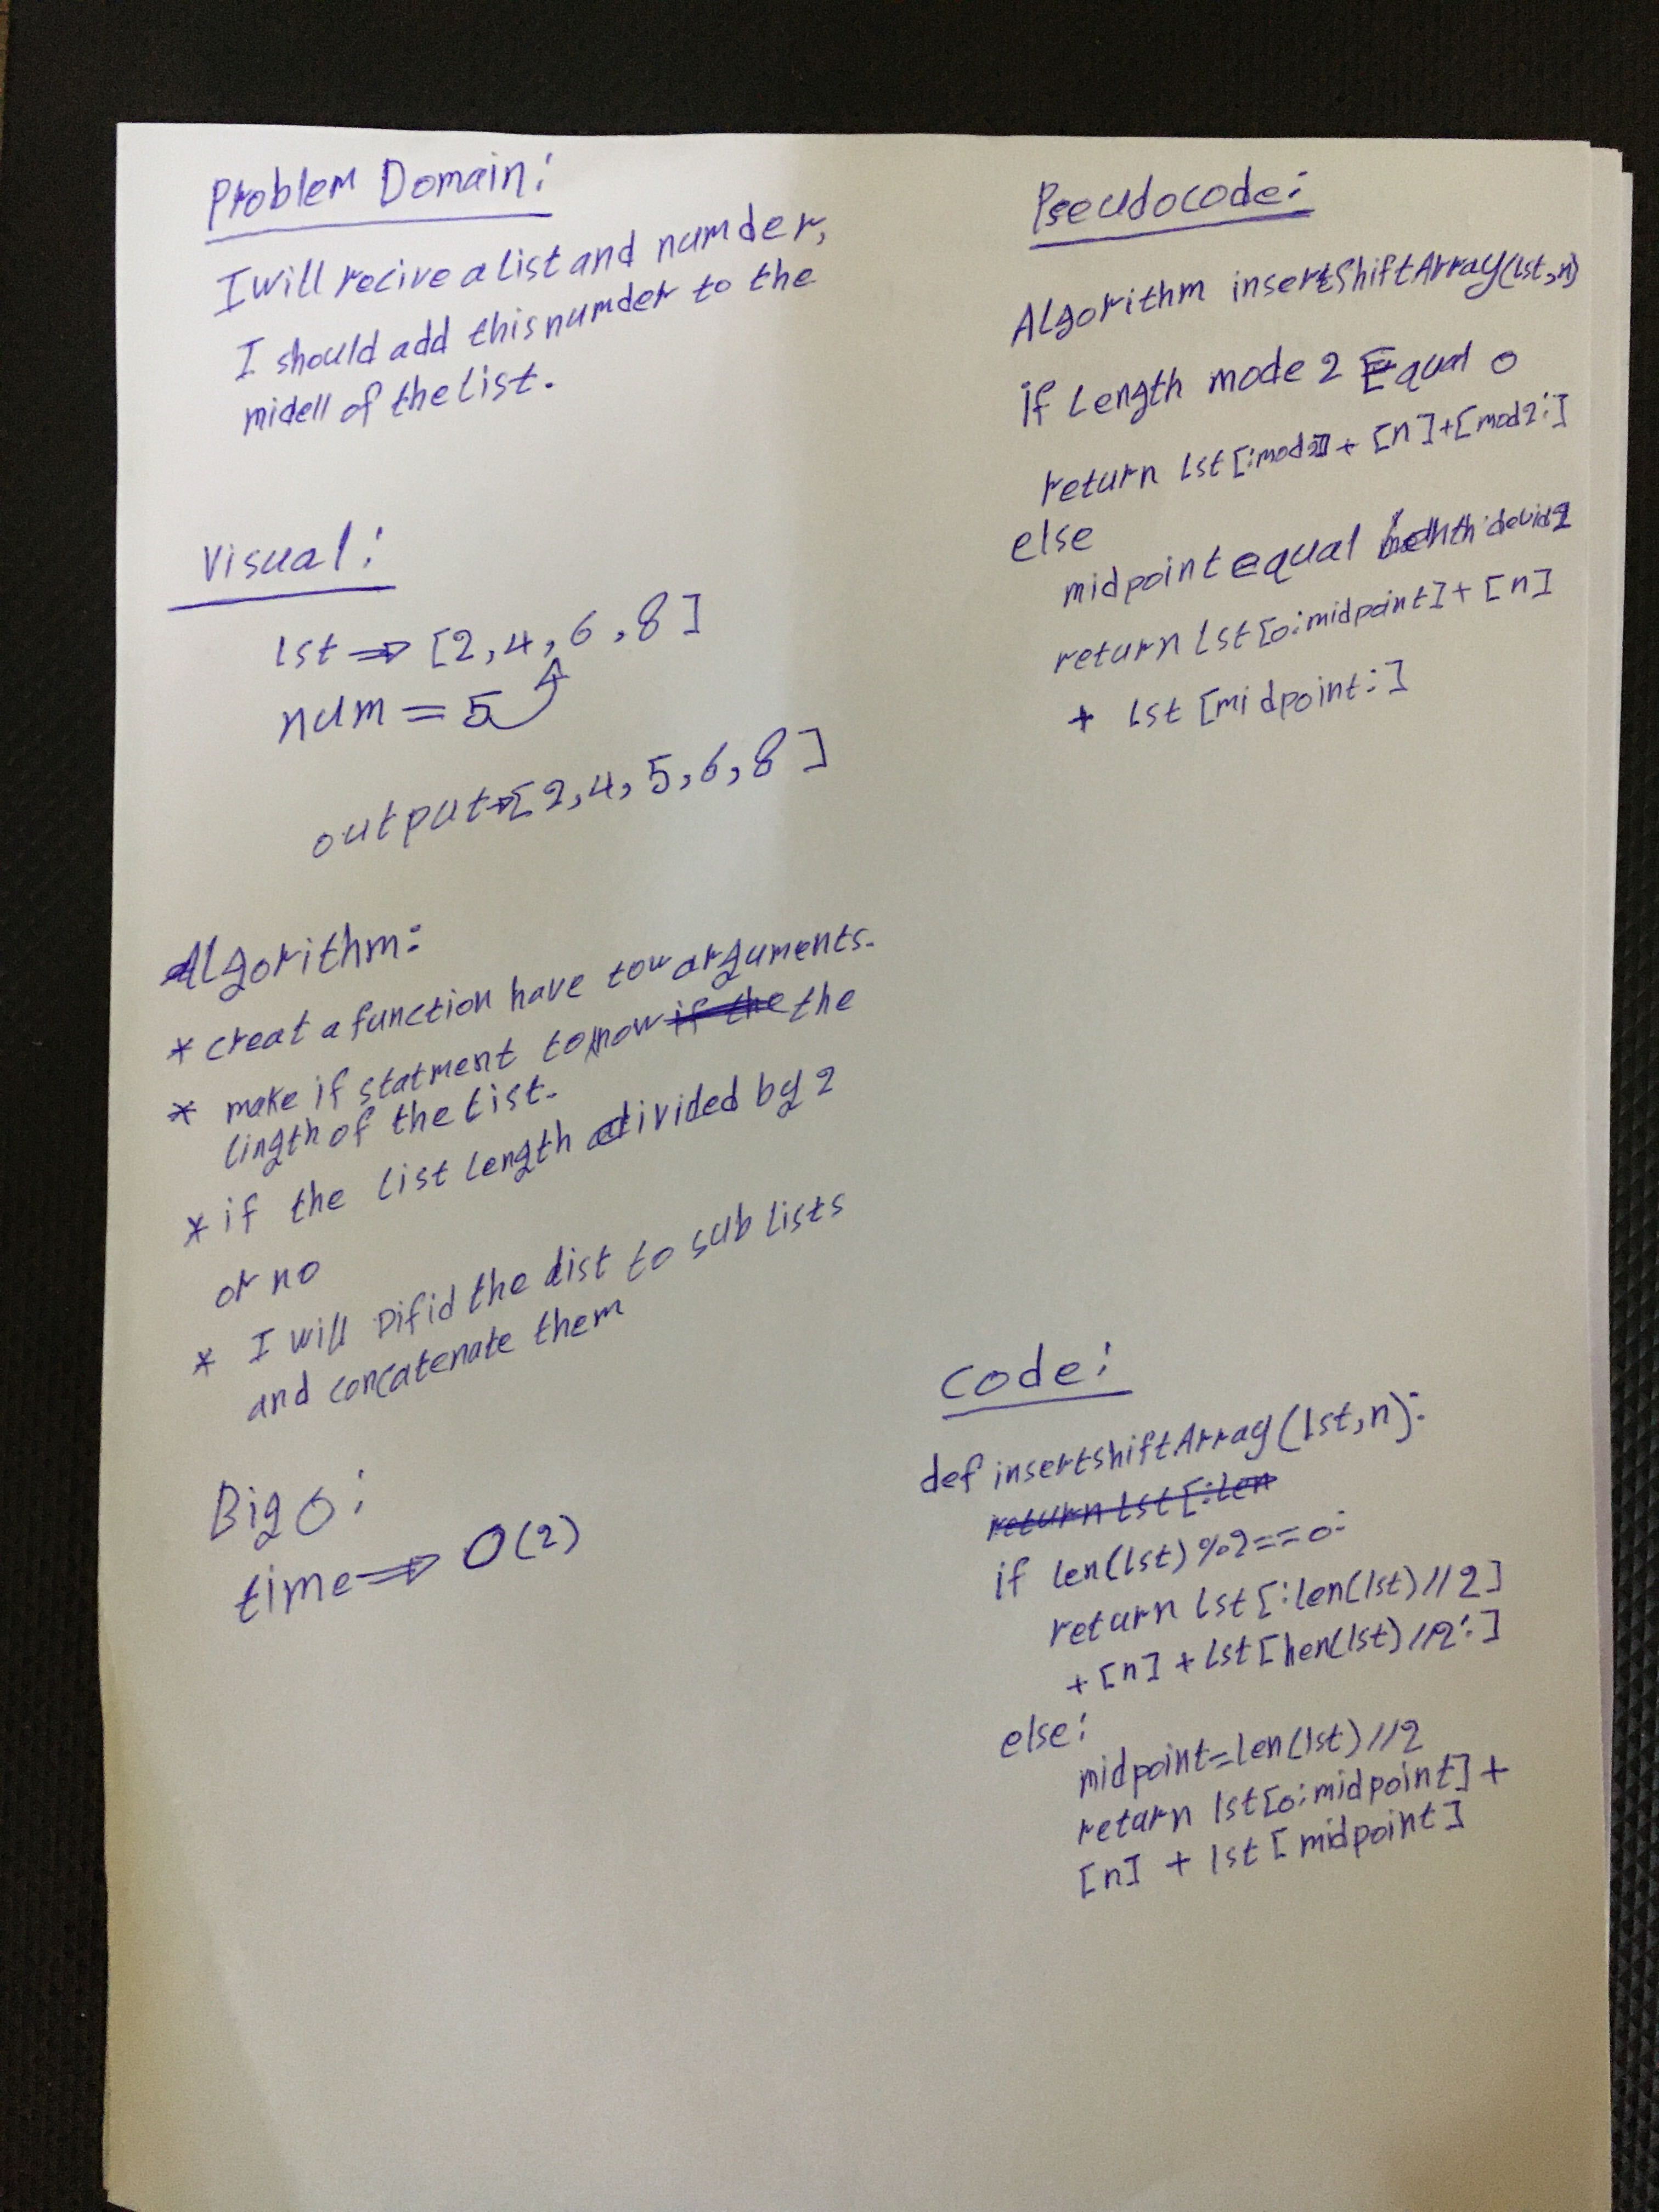 Problem Domain:
I will recive a list and numder,
I should add this numder to the
midell of the list.
Visual:
lst ⇒ [2,4,6,8]
num = 5
output⇒[2,4,5,6,8]
Algorithm:
* creat a function have tow arguments.
* make if statment to know if the the
lingth of the list.
* if the list length divided by 2
or no
* I will Difid the dist to sub lists
and concatenate them
Big O:
time ⇒ O(2)
Pseudocode:
Algorithm insertShiftArray(lst,n)
if Length mode 2 Equal 0
return lst[:mod2] + [n]+[mod2:]
else
midpoint equal
return lst[0:midpoint]+[n]
+ lst [midpoint:]
Code:
def insertshiftArray(lst,n):
return lst[:len
if len(lst)%2==0:
return lst[:len(lst)//2]
+[n]+lst[len(lst)//2:]
else:
midpoint=len(lst)//2
return lst[0:midpoint]+
[n] + lst [midpoint]